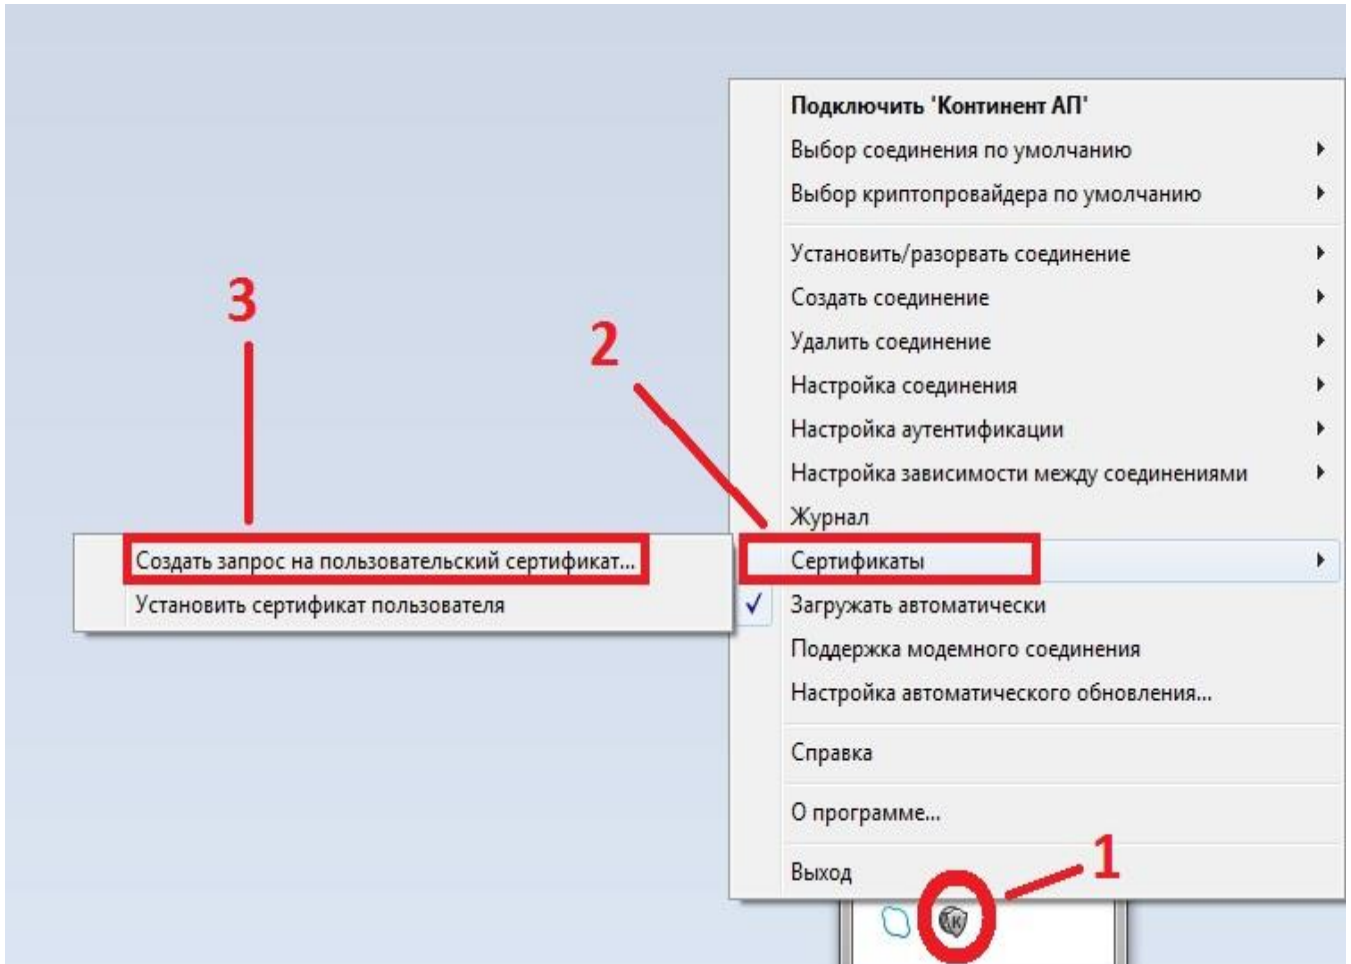 Подключить 'Континент АП'
Выбор соединения по умолчанию
Выбор криптопровайдера по умолчанию
Установить/разорвать соединение
Создать соединение
Удалить соединение
Настройка соединения
Настройка аутентификации
Настройка зависимости между соединениями
Журнал
Сертификаты
Загружать автоматически
Поддержка модемного соединения
Настройка автоматического обновления...
Справка
О программе...
Выход
3
2
Создать запрос на пользовательский сертификат...
Установить сертификат пользователя
1
К